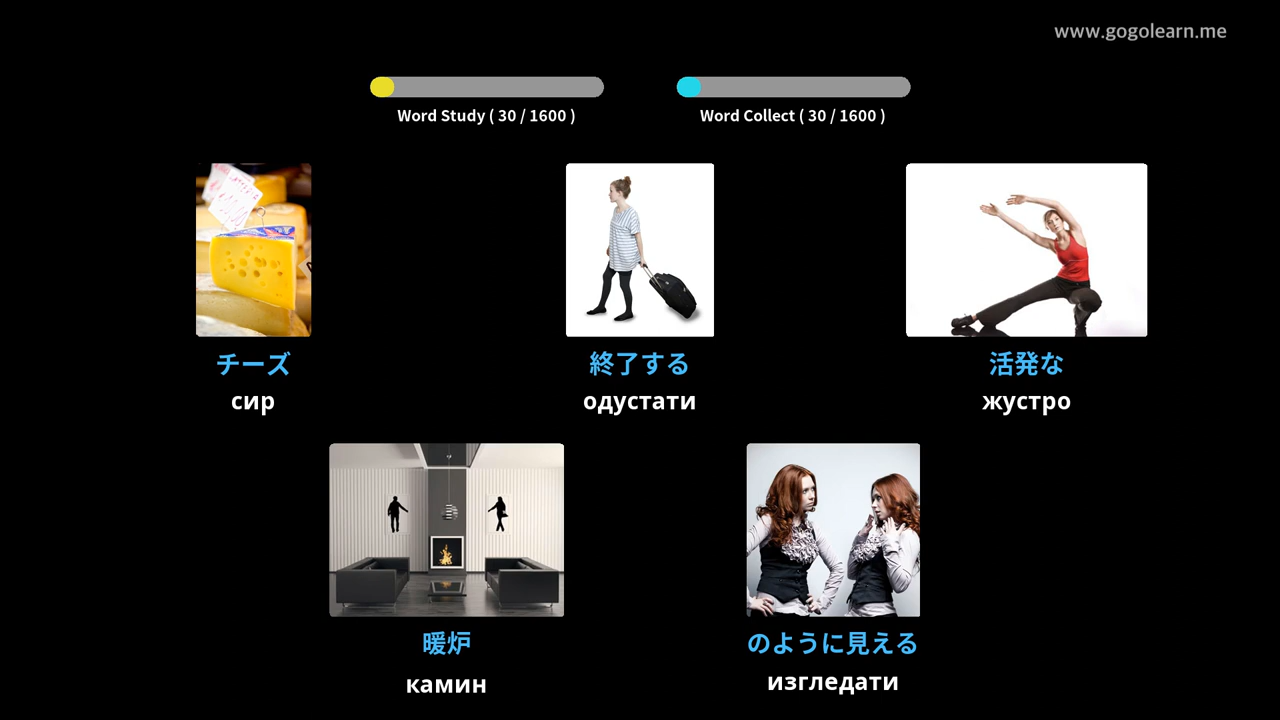 www.gogolearn.me
Word Study ( 30 / 1600 )
Word Collect ( 30 / 1600 )
チーズ
сир
終了する
одустати
活発な
жустро
暖炉
камин
のように見える
изгледати